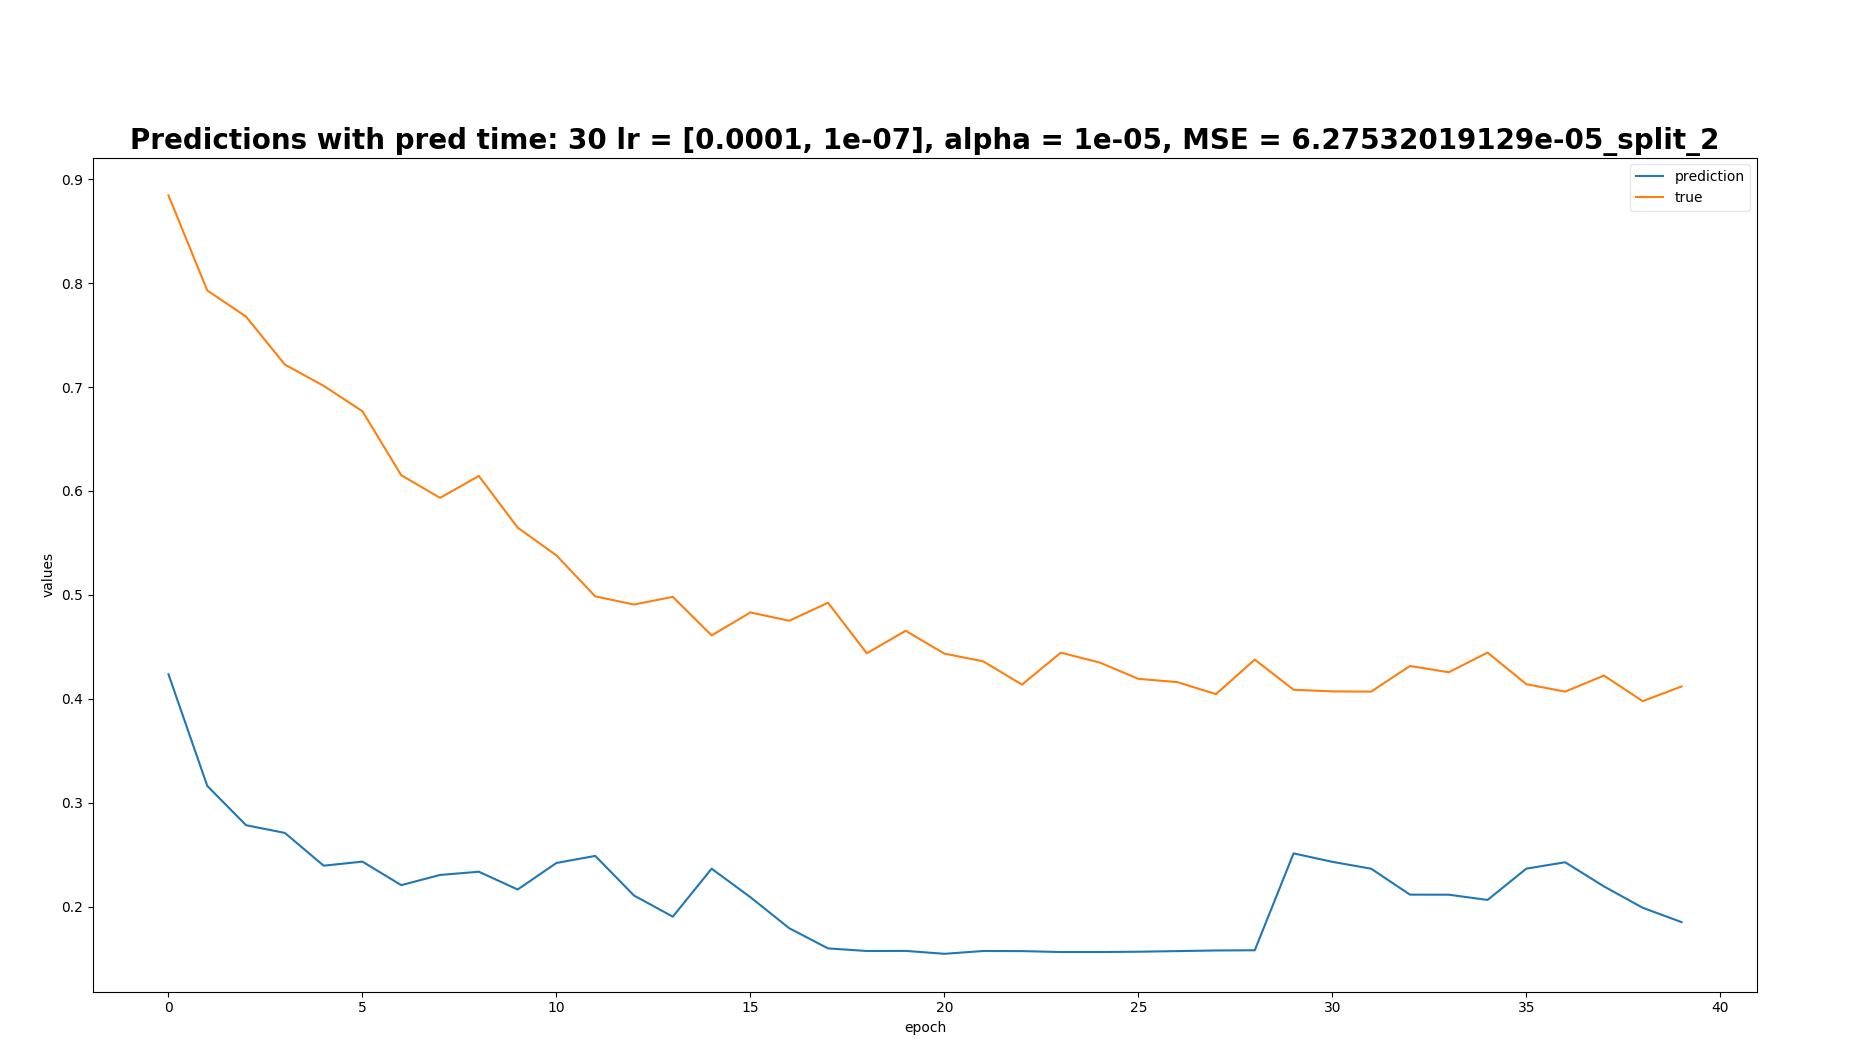 Predictions with pred time: 30 lr = [0.0001, 1e-07], alpha = 1e-05, MSE = 6.27532019129e-05_split_2
prediction
true
0.9
0.8
0.7
0.6
0.5
0.4
0.3
0.2
values
0 5 10 15 20 25 30 35 40
epoch